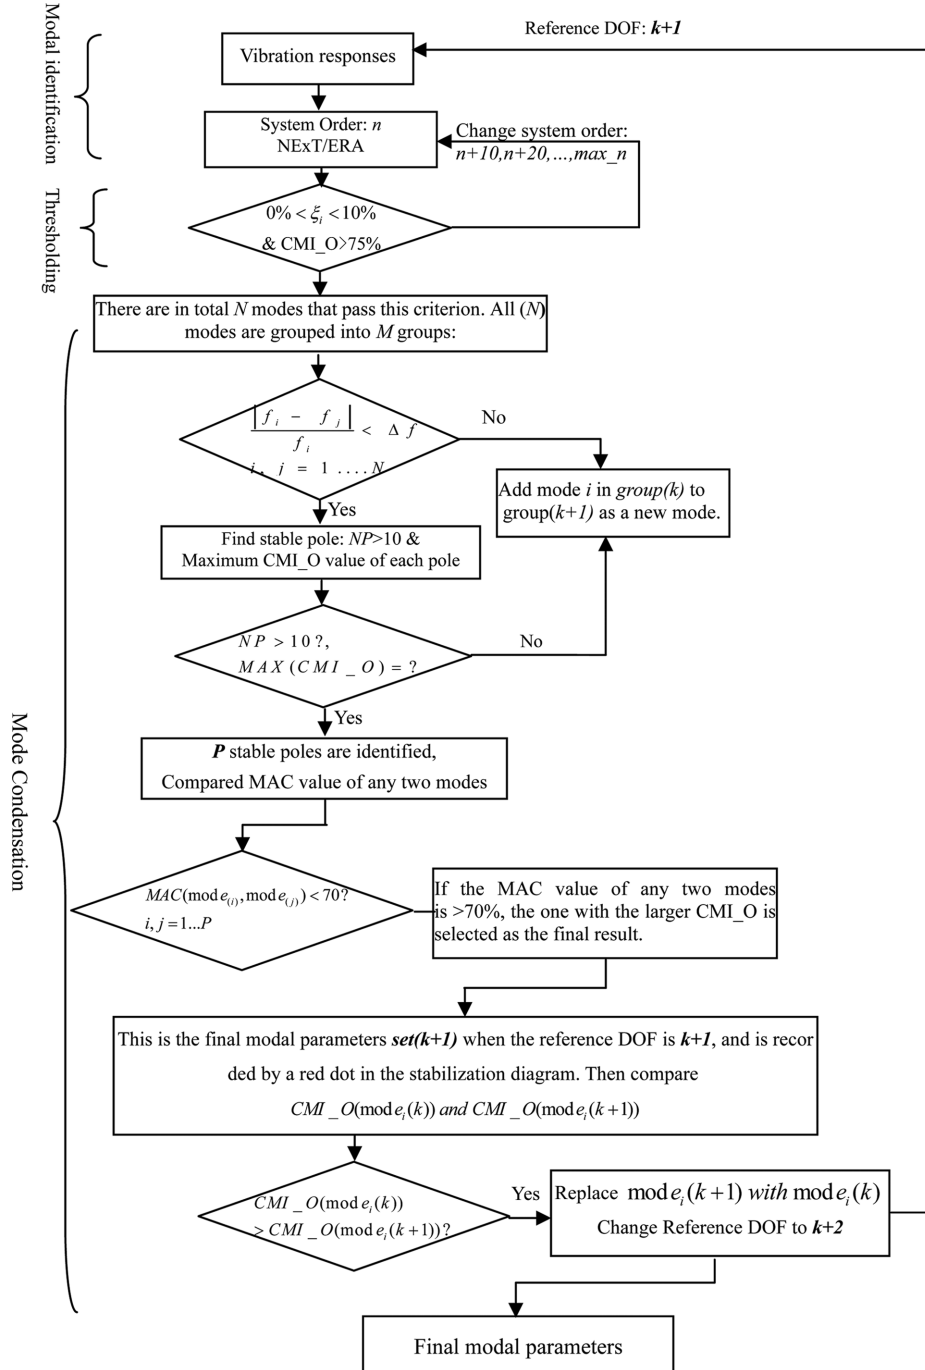 Reference DOF: k+1
Modal identification
Vibration responses
System Order: n
NExT/ERA
Change system order:
n+10,n+20,...,max_n
Thresholding
0% < ξi < 10%
& CMI_O>75%
There are in total N modes that pass this criterion. All (N)
modes are grouped into M groups:
|fi − fj|
fi
< Δf
i, j = 1 ....N
No
Yes
Add mode i in group(k) to
group(k+1) as a new mode.
Find stable pole: NP>10 &
Maximum CMI_O value of each pole
NP > 10?,
MAX(CMI_O) = ?
No
Yes
Mode Condensation
P stable poles are identified,
Compared MAC value of any two modes
MAC(mode(i), mode(j)) < 70?
i, j = 1...P
If the MAC value of any two modes
is >70%, the one with the larger CMI_O is
selected as the final result.
This is the final modal parameters set(k+1) when the reference DOF is k+1, and is recor
ded by a red dot in the stabilization diagram. Then compare
CMI_O(modei(k)) and CMI_O(modei(k+1))
CMI_O(modei(k))
> CMI_O(modei(k+1))?
Yes
Replace modei(k+1) with modei(k)
Change Reference DOF to k+2
Final modal parameters